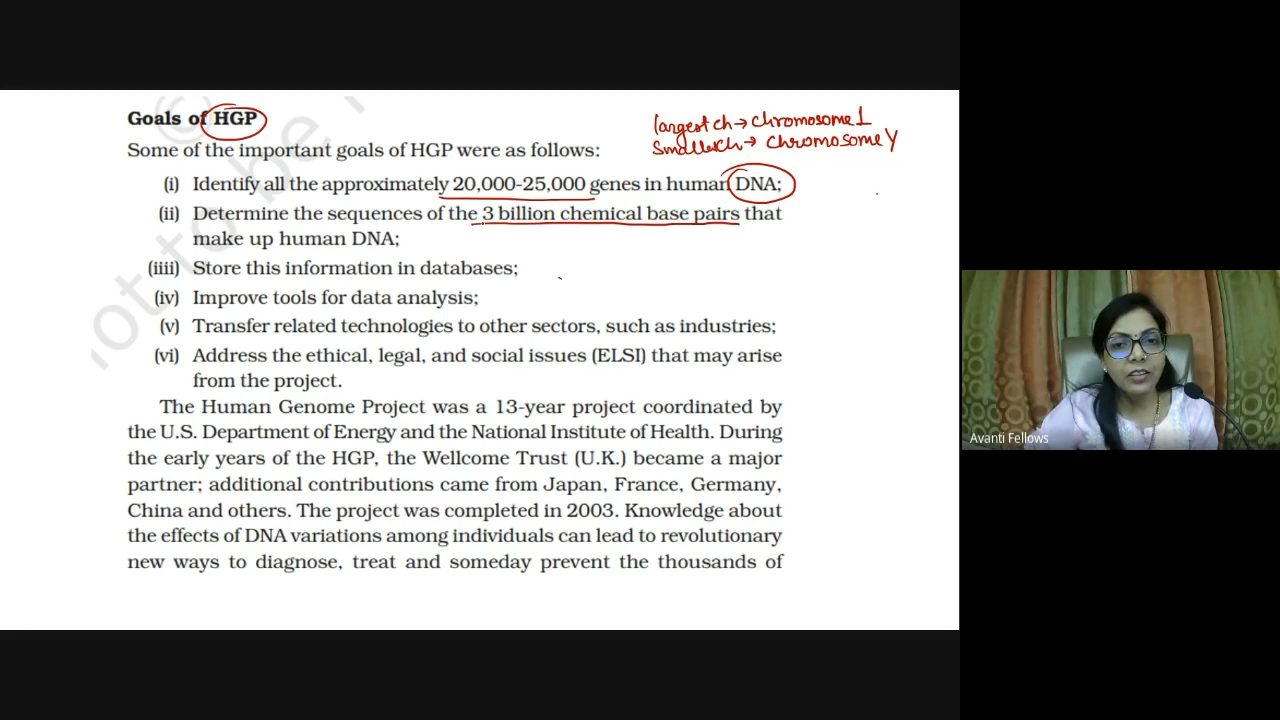 Goals of HGP
largest ch → chromosome 1
Smallest ch → chromosome Y
Some of the important goals of HGP were as follows:
(i) Identify all the approximately 20,000-25,000 genes in human DNA;
(ii) Determine the sequences of the 3 billion chemical base pairs that
make up human DNA;
(iiii) Store this information in databases;
(iv) Improve tools for data analysis;
(v) Transfer related technologies to other sectors, such as industries;
(vi) Address the ethical, legal, and social issues (ELSI) that may arise
from the project.
The Human Genome Project was a 13-year project coordinated by
the U.S. Department of Energy and the National Institute of Health. During
the early years of the HGP, the Wellcome Trust (U.K.) became a major
partner; additional contributions came from Japan, France, Germany,
China and others. The project was completed in 2003. Knowledge about
the effects of DNA variations among individuals can lead to revolutionary
new ways to diagnose, treat and someday prevent the thousands of
© not to be
Avanti Fellows